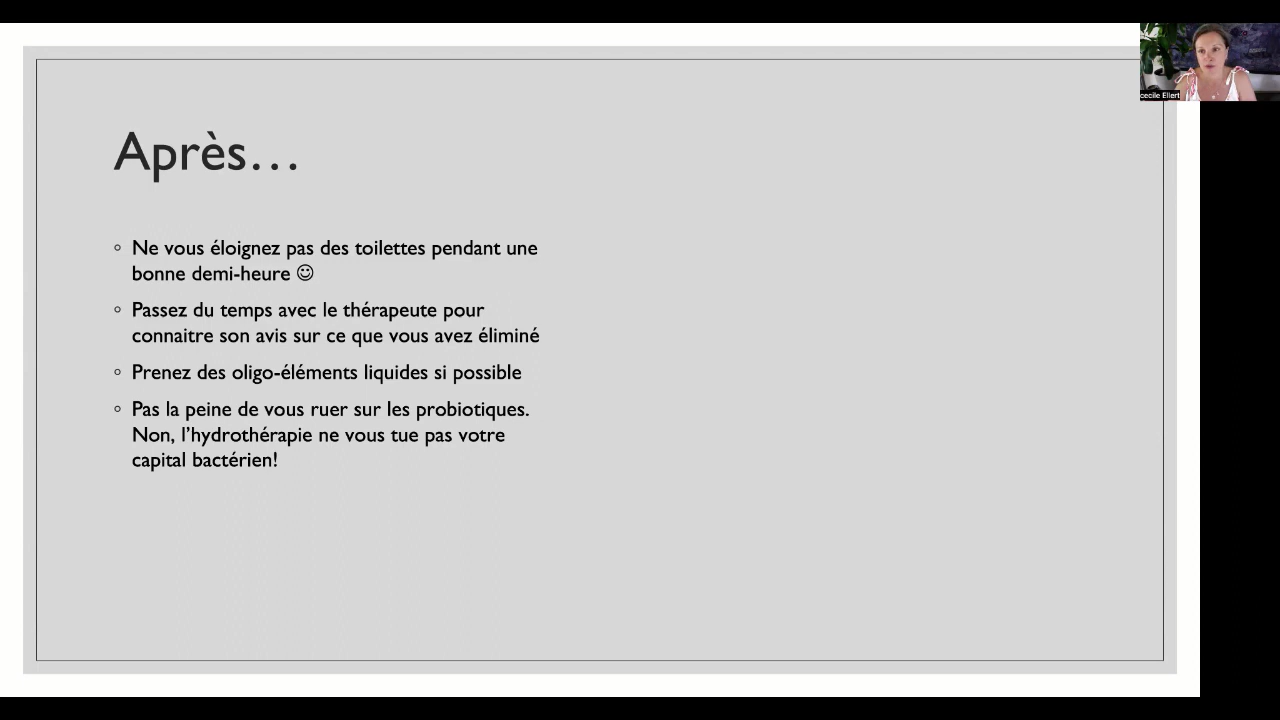 cecile Ellert
Après…
Ne vous éloignez pas des toilettes pendant une
bonne demi-heure ☺
Passez du temps avec le thérapeute pour
connaitre son avis sur ce que vous avez éliminé
Prenez des oligo-éléments liquides si possible
Pas la peine de vous ruer sur les probiotiques.
Non, l’hydrothérapie ne vous tue pas votre
capital bactérien!